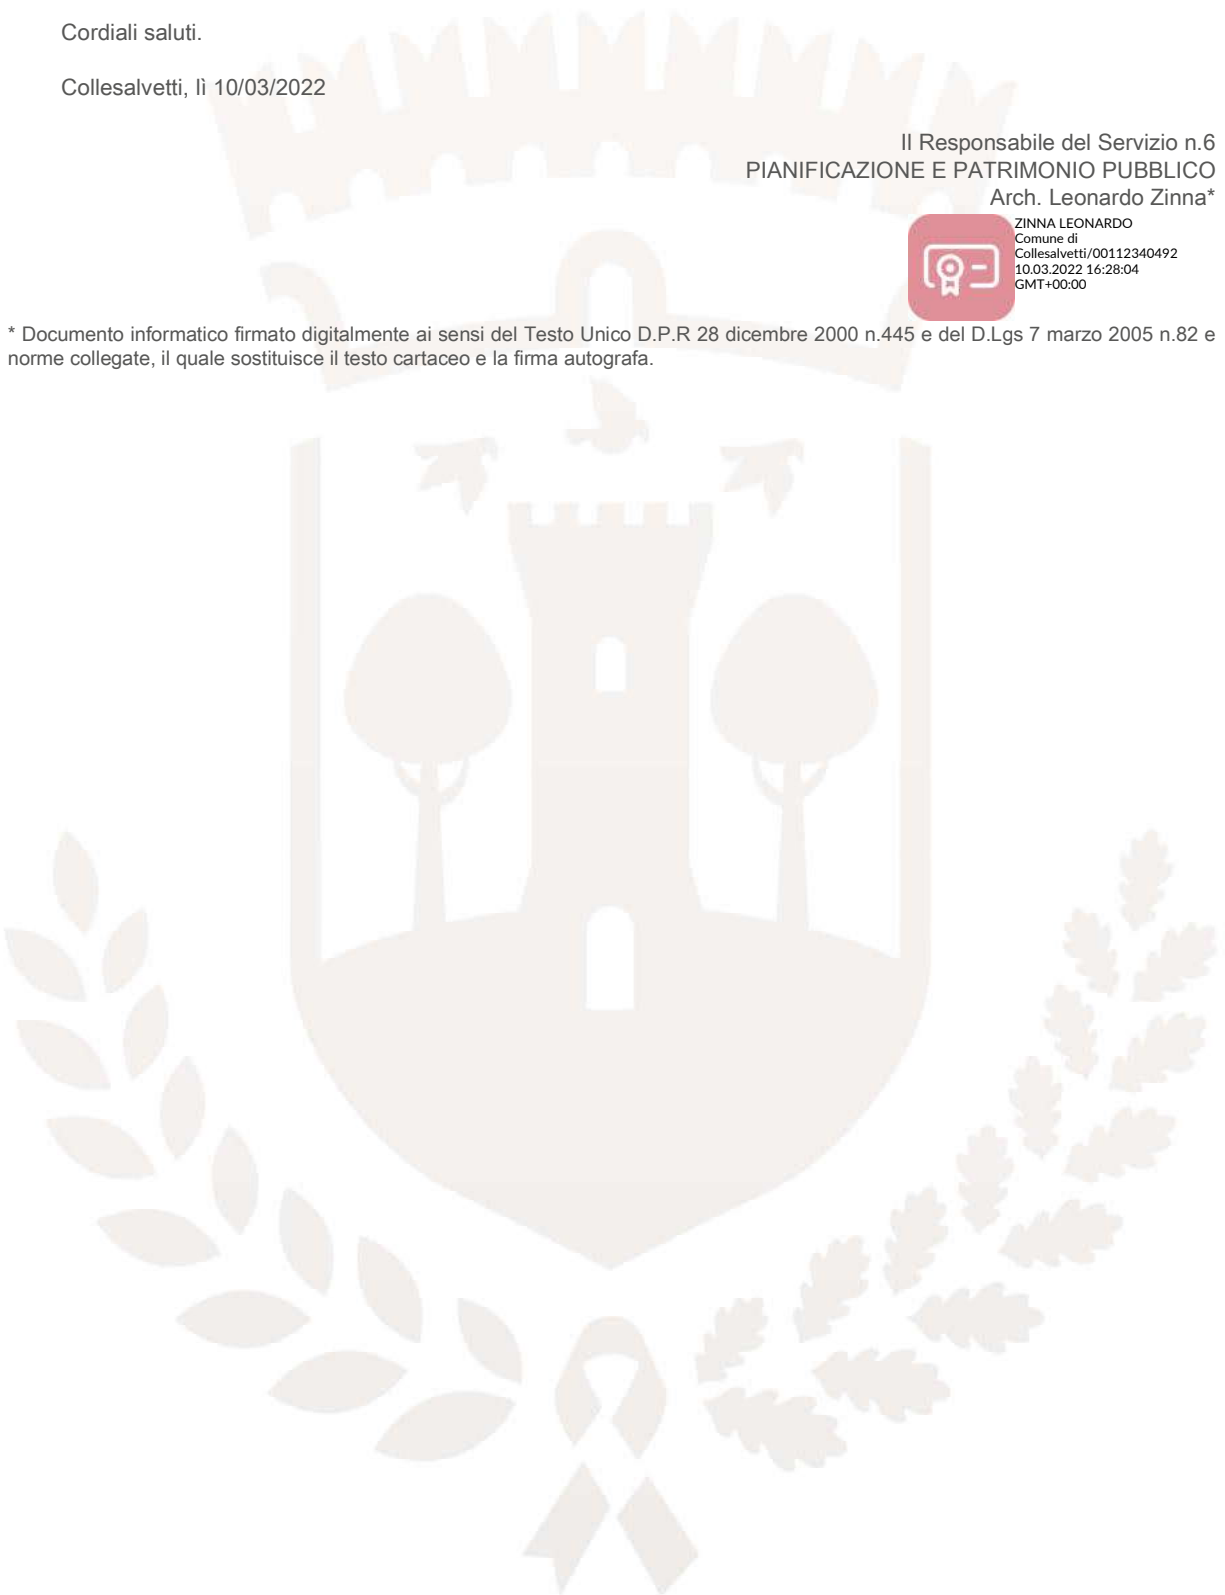 Cordiali saluti.
Collesalvetti, lì 10/03/2022
Il Responsabile del Servizio n.6
PIANIFICAZIONE E PATRIMONIO PUBBLICO
Arch. Leonardo Zinna*
ZINNA LEONARDO
Comune di
Collesalvetti/00112340492
10.03.2022 16:28:04
GMT+00:00
* Documento informatico firmato digitalmente ai sensi del Testo Unico D.P.R 28 dicembre 2000 n.445 e del D.Lgs 7 marzo 2005 n.82 e
norme collegate, il quale sostituisce il testo cartaceo e la firma autografa.